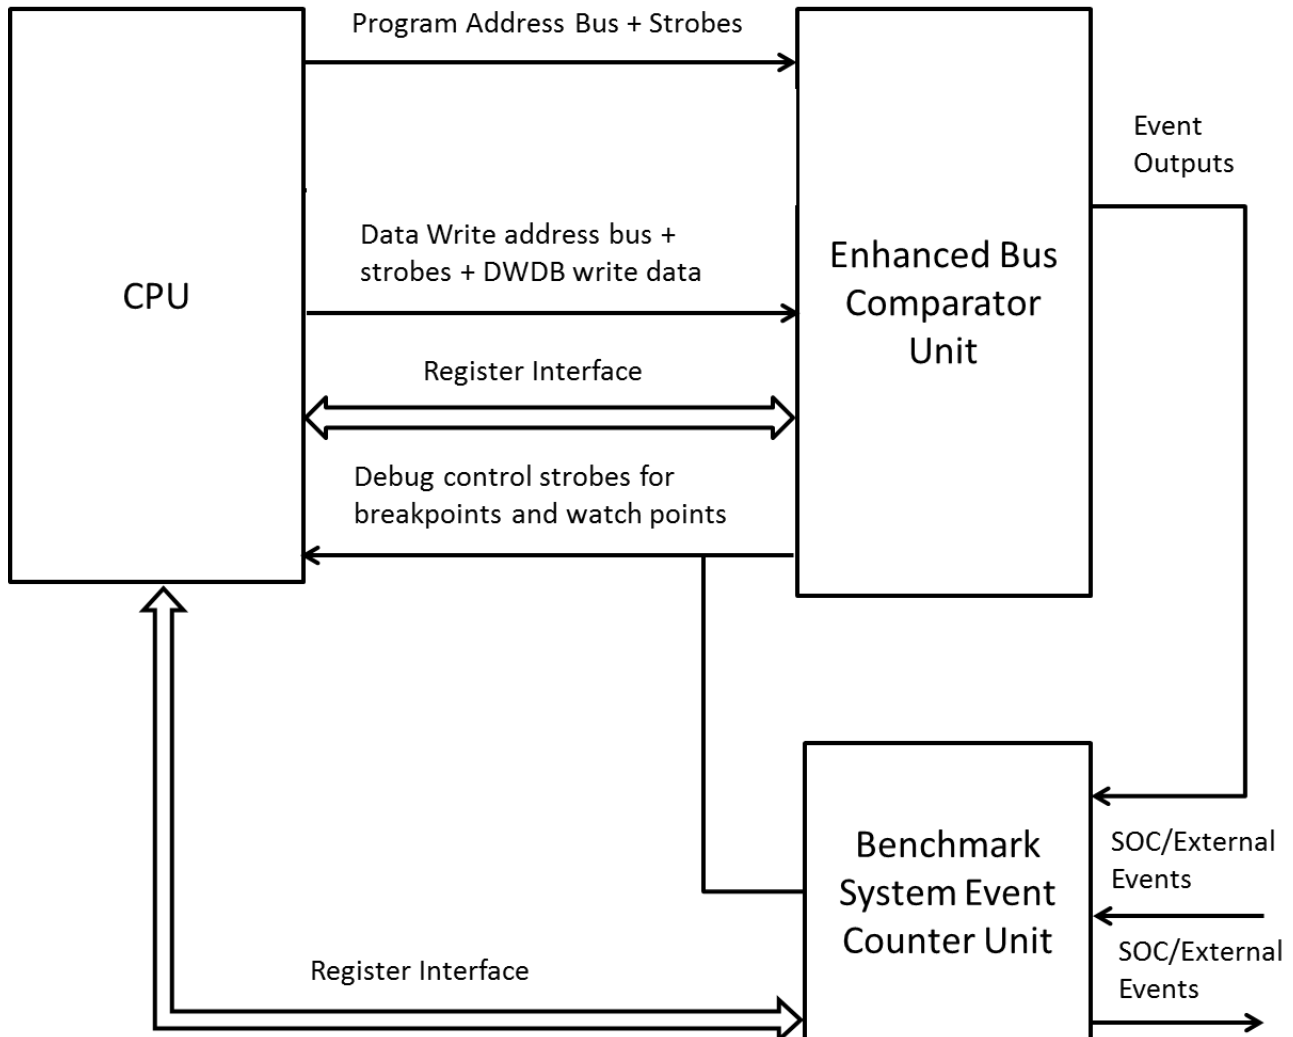 Program Address Bus + Strobes
Event
Outputs
Data Write address bus +
strobes + DWDB write data
CPU
Enhanced Bus
Comparator
Unit
Register Interface
Debug control strobes for
breakpoints and watch points
Benchmark
System Event
Counter Unit
SOC/External
Events
SOC/External
Events
Register Interface